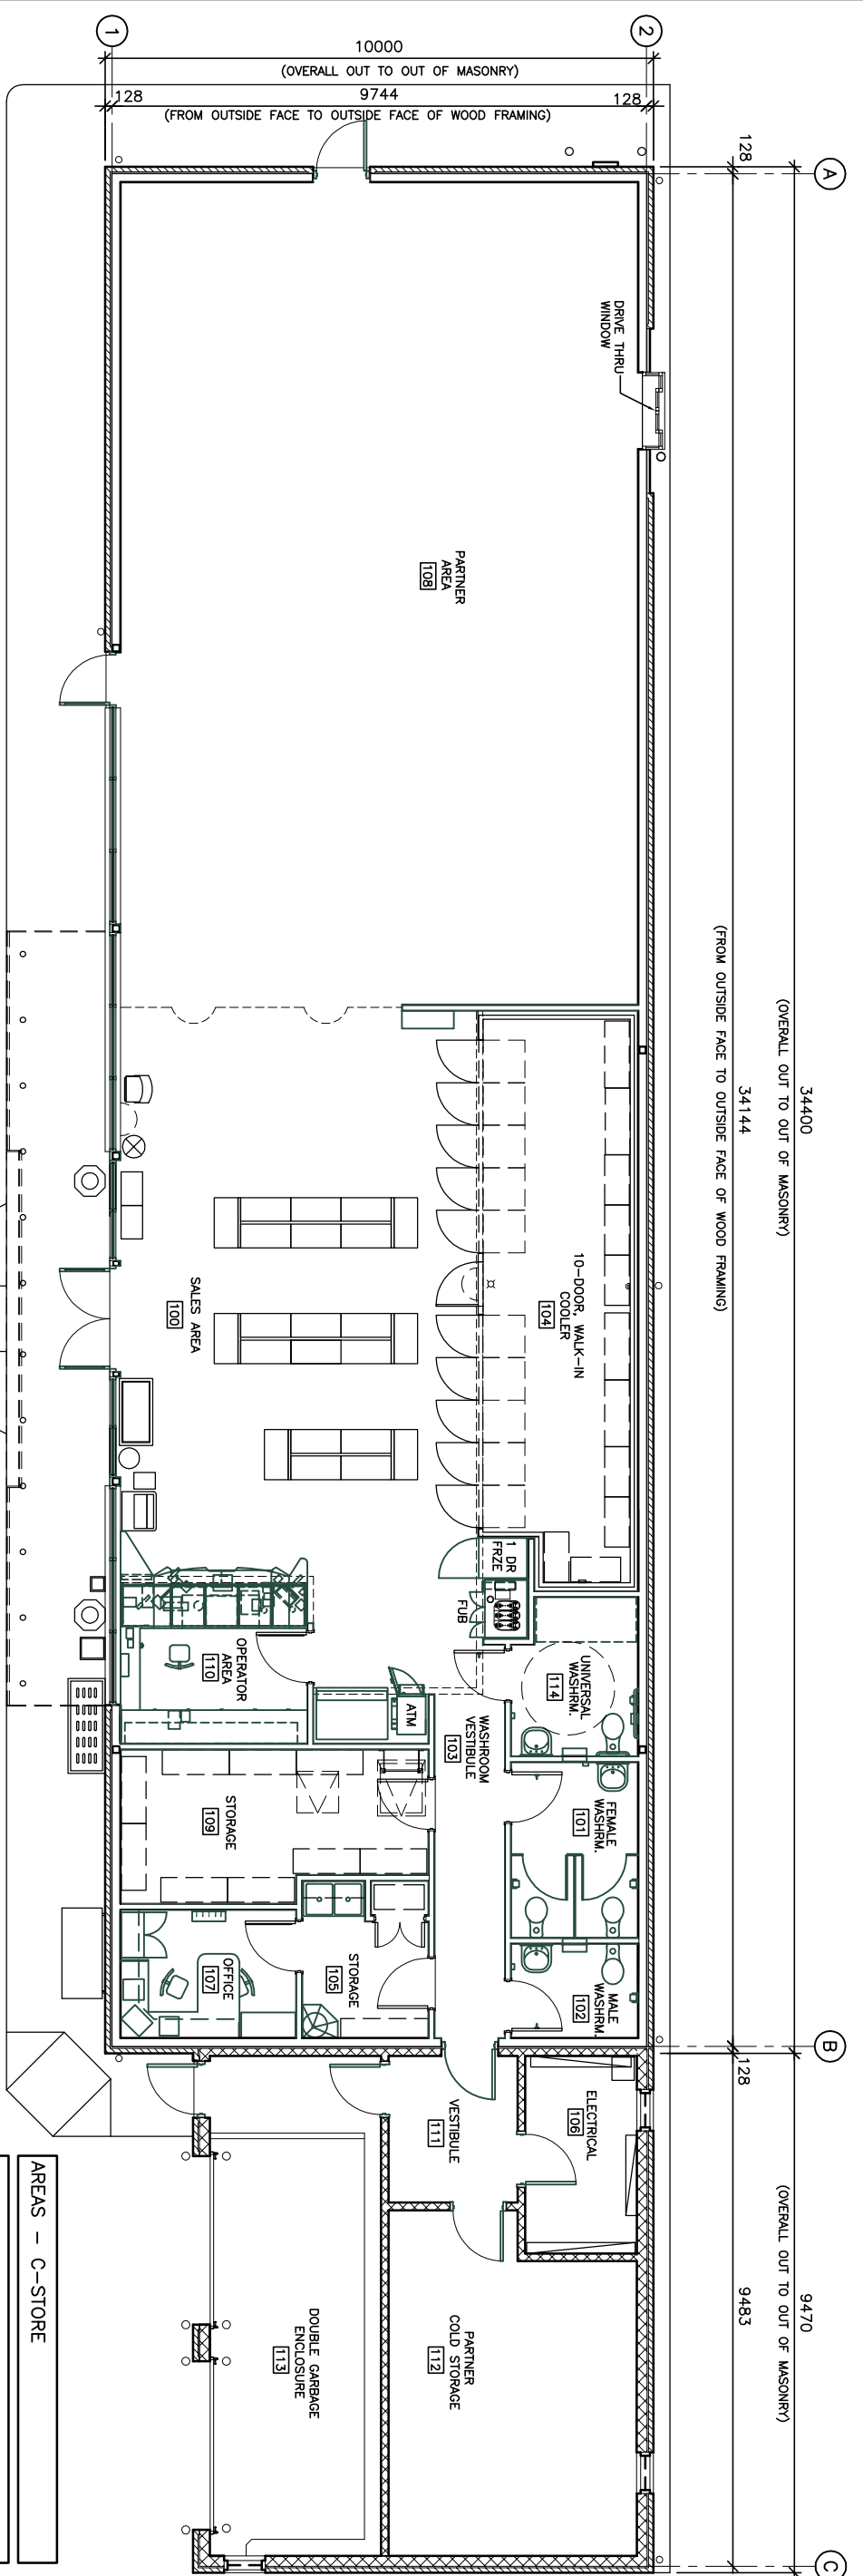 1
2
10000
(OVERALL OUT TO OUT OF MASONRY)
128
9744
128
(FROM OUTSIDE FACE TO OUTSIDE FACE OF WOOD FRAMING)
A
128
34400
(OVERALL OUT TO OUT OF MASONRY)
34144
(FROM OUTSIDE FACE TO OUTSIDE FACE OF WOOD FRAMING)
DRIVE THRU
WINDOW
PARTNER
AREA
108
10-DOOR, WALK-IN
COOLER
104
SALES AREA
100
1 DR
FRZE
FUB
UNIVERSAL
WASHRM.
114
OPERATOR
AREA
110
ATM
WASHROOM
VESTIBULE
103
FEMALE
WASHRM.
101
STORAGE
109
MALE
WASHRM.
102
STORAGE
105
OFFICE
107
B
128
9470
(OVERALL OUT TO OUT OF MASONRY)
9483
ELECTRICAL
106
VESTIBULE
111
PARTNER
COLD STORAGE
112
DOUBLE GARBAGE
ENCLOSURE
113
C
AREAS - C-STORE